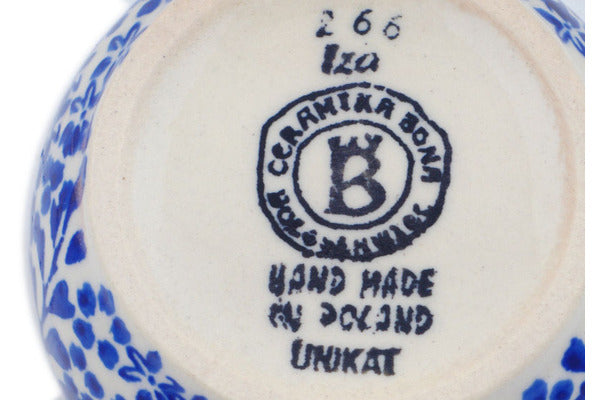 266
Iza
CERAMIKA BONA
B
BOLESŁAWIEC
HAND MADE
IN POLAND
UNIKAT